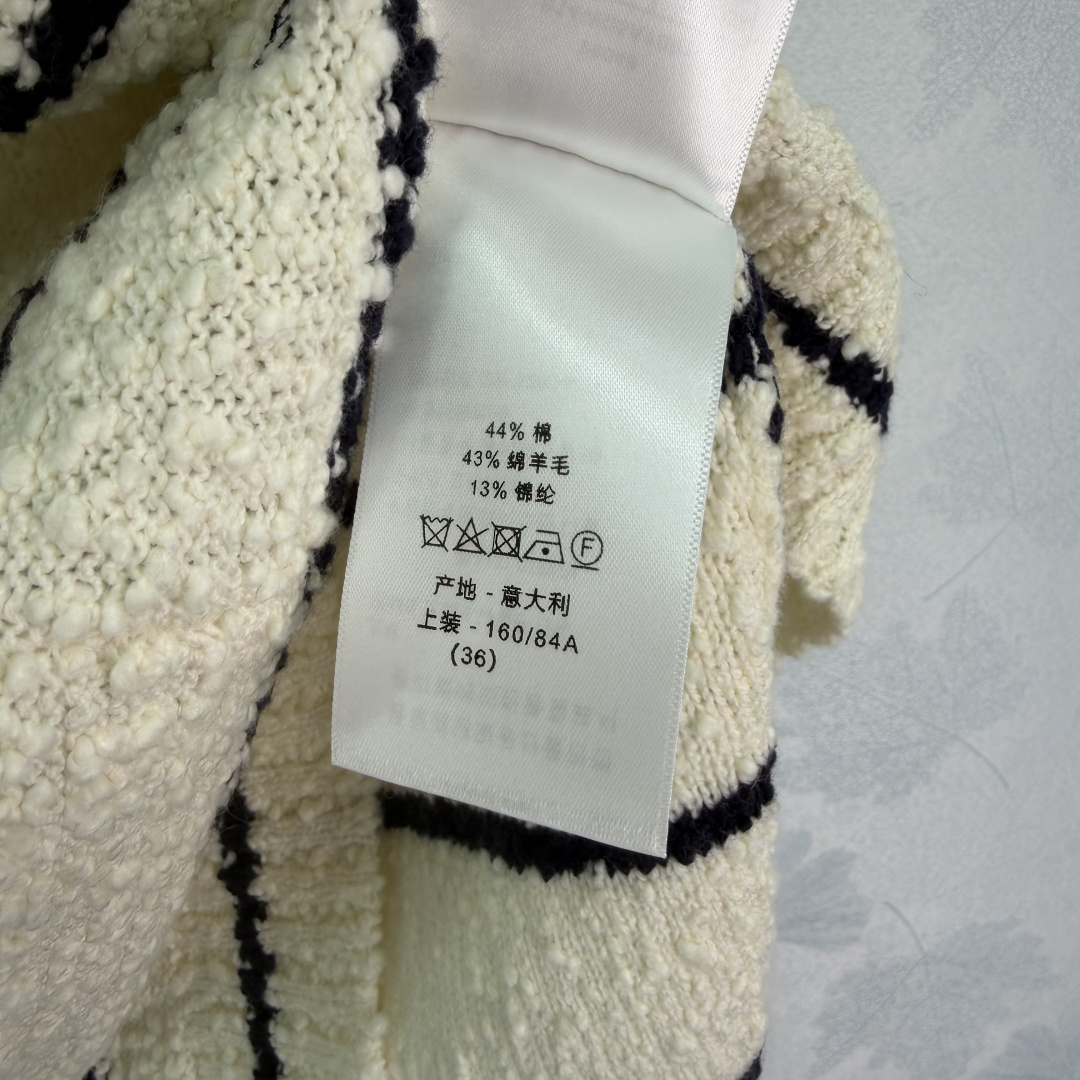 44% 棉
43% 绵羊毛
13% 锦纶
F
产地 - 意大利
上装 - 160/84A
(36)